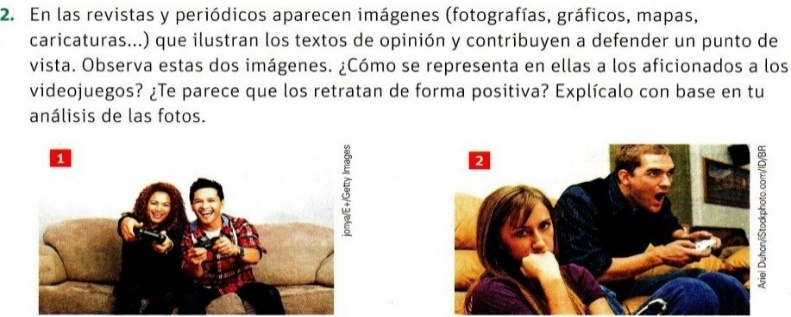 2. En las revistas y periódicos aparecen imágenes (fotografías, gráficos, mapas,
caricaturas...) que ilustran los textos de opinión y contribuyen a defender un punto de
vista. Observa estas dos imágenes. ¿Cómo se representa en ellas a los aficionados a los
videojuegos? ¿Te parece que los retratan de forma positiva? Explícalo con base en tu
análisis de las fotos.
1
jonya/E+/Getty Images
2
Ariel Duhon/iStockphoto.com/ID/BR